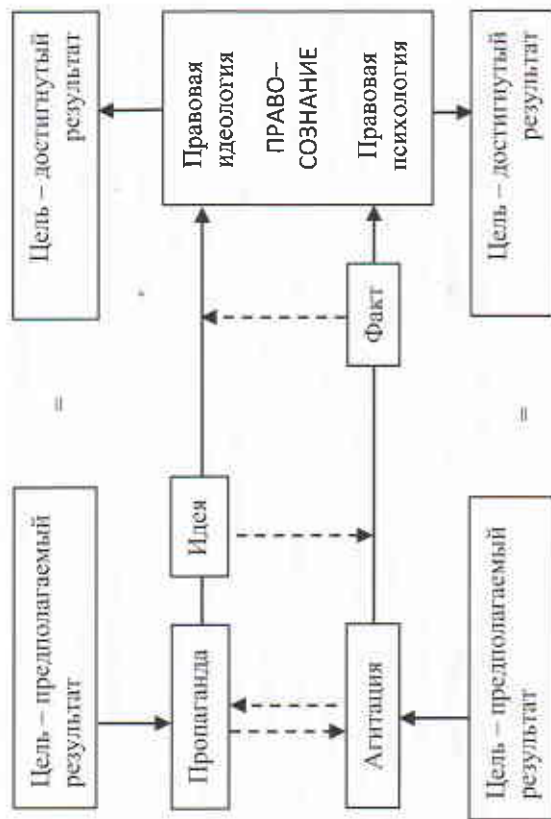 Цель – предполагаемый
результат
=
Цель – достигнутый
результат
Пропаганда
Идея
Правовая
идеология
ПРАВО–
СОЗНАНИЕ
Правовая
психология
Агитация
Факт
Цель – предполагаемый
результат
=
Цель – достигнутый
результат